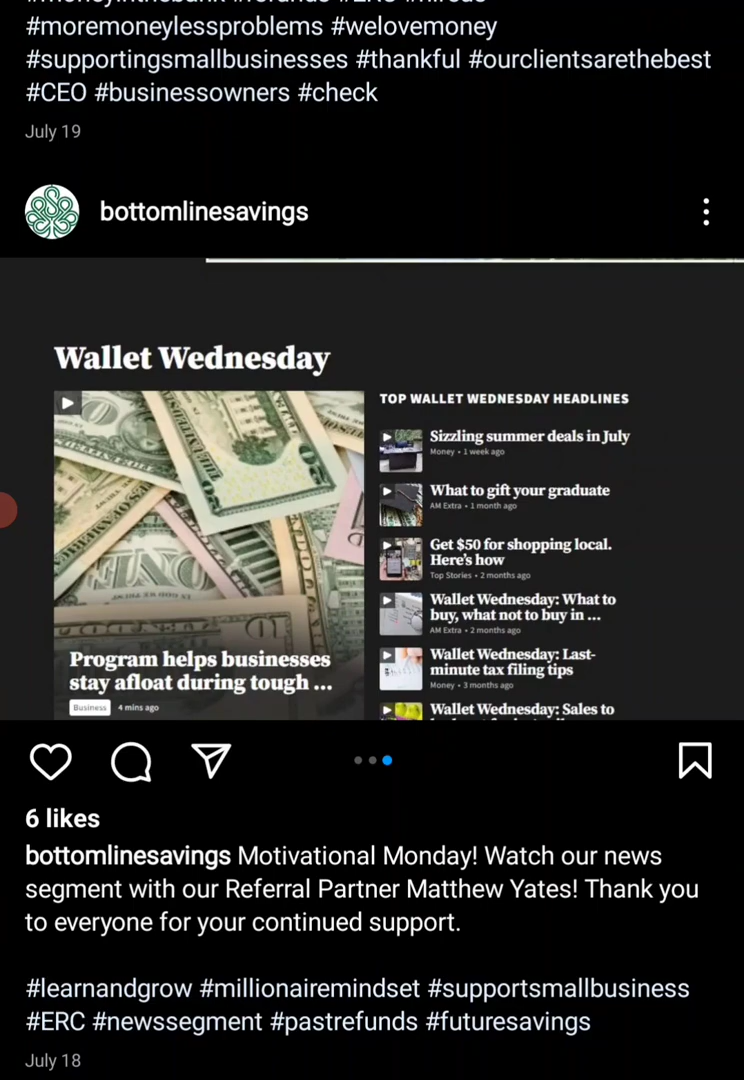 #moremoneylessproblems #welovemoney
#supportingsmallbusinesses #thankful #ourclientsarethebest
#CEO #businessowners #check
July 19
bottomlinesavings
Wallet Wednesday
Program helps businesses
stay afloat during tough ...
Business 4 mins ago
TOP WALLET WEDNESDAY HEADLINES
Sizzling summer deals in July
Money • 1 week ago
What to gift your graduate
AM Extra • 1 month ago
Get $50 for shopping local.
Here's how
Top Stories • 2 months ago
Wallet Wednesday: What to
buy, what not to buy in ...
AM Extra • 2 months ago
Wallet Wednesday: Last-
minute tax filing tips
Money • 3 months ago
Wallet Wednesday: Sales to
6 likes
bottomlinesavings Motivational Monday! Watch our news
segment with our Referral Partner Matthew Yates! Thank you
to everyone for your continued support.
#learnandgrow #millionairemindset #supportsmallbusiness
#ERC #newssegment #pastrefunds #futuresavings
July 18